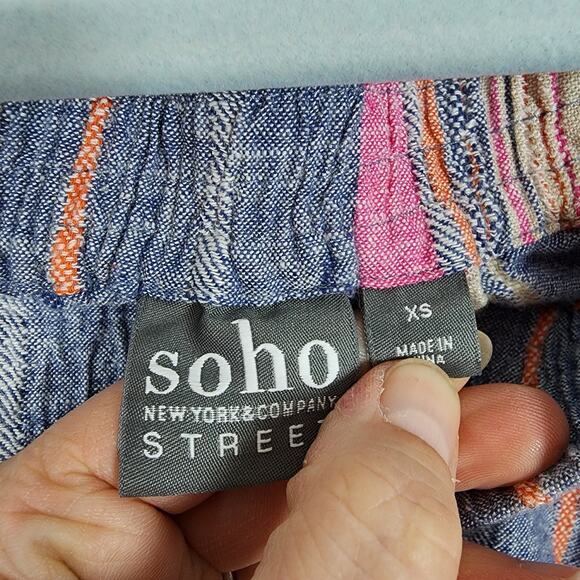 soho
NEW YORK & COMPANY
STREET
XS
MADE IN